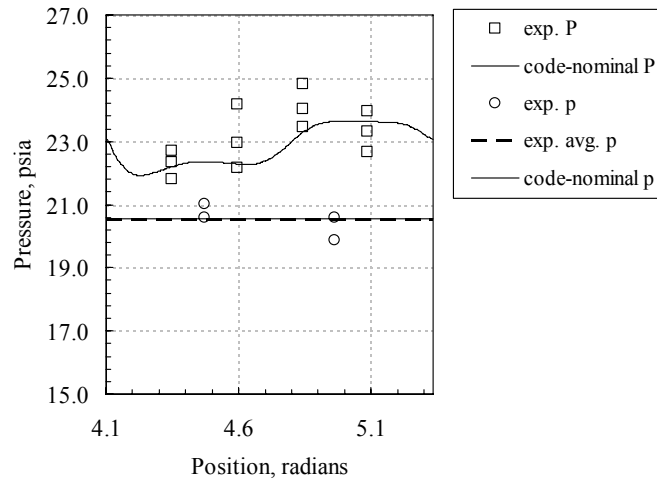 27.0
25.0
23.0
21.0
19.0
17.0
15.0
Pressure, psia
4.1
4.6
5.1
Position, radians
exp. P
code-nominal P
exp. p
exp. avg. p
code-nominal p